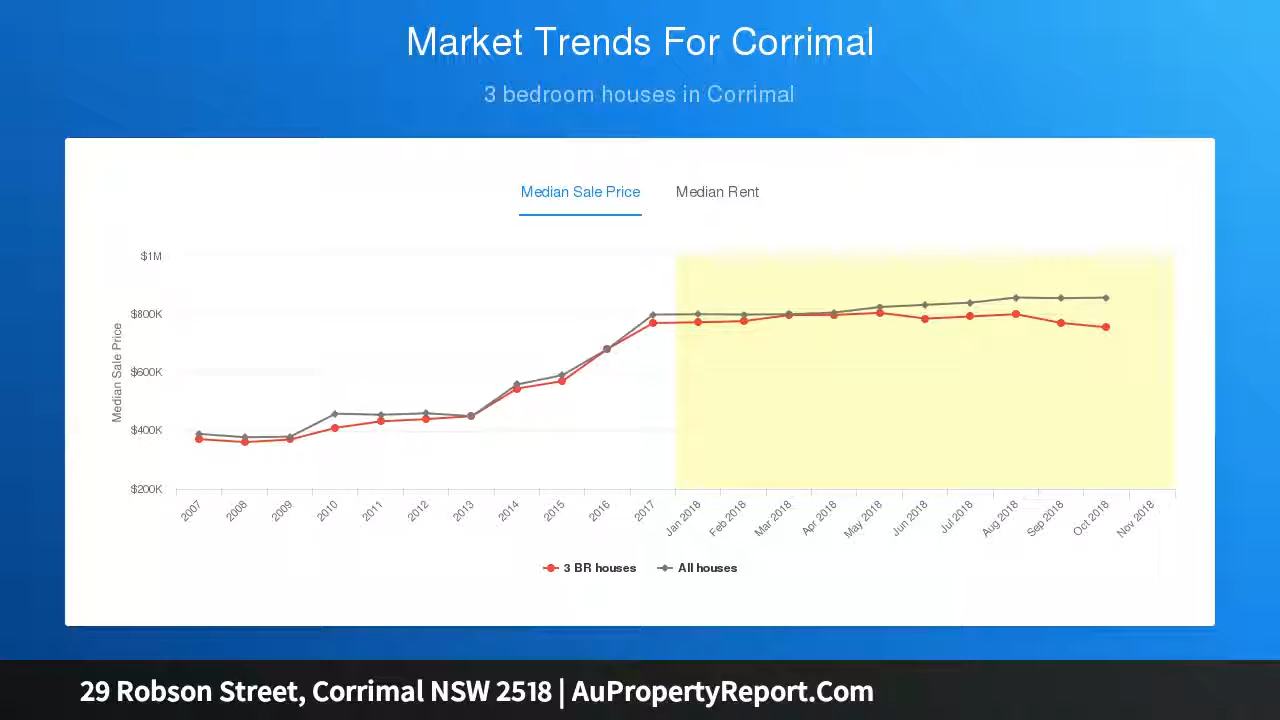 Market Trends For Corrimal
3 bedroom houses in Corrimal
Median Sale Price Median Rent
Median Sale Price
$1M
$800K
$600K
$400K
$200K
2007 2008 2009 2010 2011 2012 2013 2014 2015 2016 2017 Jan 2018 Feb 2018 Mar 2018 Apr 2018 May 2018 Jun 2018 Jul 2018 Aug 2018 Sep 2018 Oct 2018 Nov 2018
3 BR houses All houses
29 Robson Street, Corrimal NSW 2518 | AuPropertyReport.Com